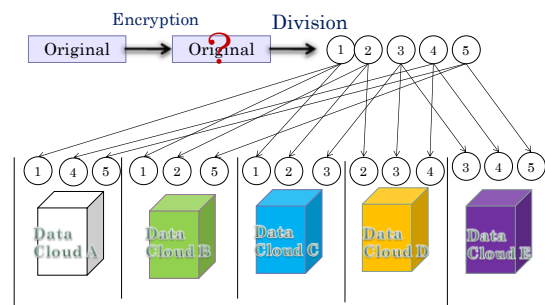 Encryption
Division
Original
Original
?
1 2 3 4 5
1 4 5 1 2 5 1 2 3 2 3 4 3 4 5
Data Cloud A
Data Cloud B
Data Cloud C
Data Cloud D
Data Cloud E